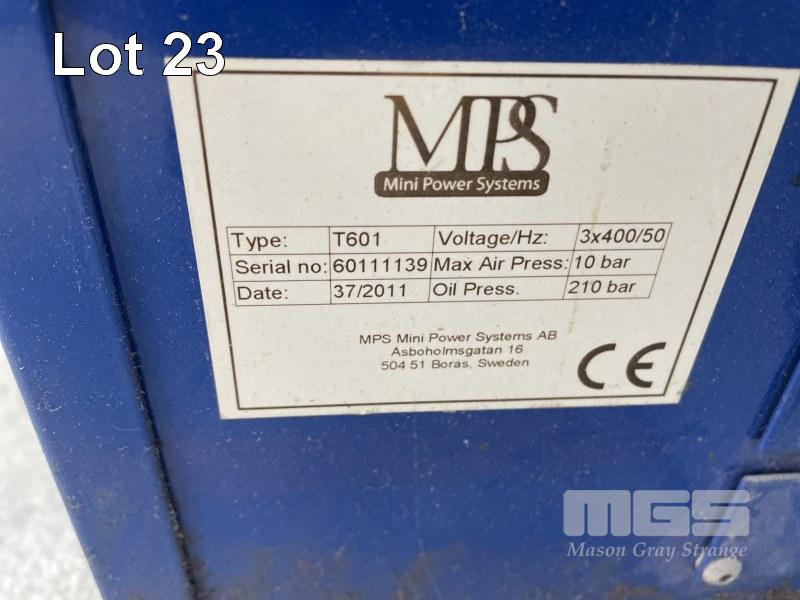 Lot 23
MPS
Mini Power Systems
Type: T601 Voltage/Hz: 3x400/50
Serial no: 60111139 Max Air Press: 10 bar
Date: 37/2011 Oil Press. 210 bar
MPS Mini Power Systems AB
Asboholmsgatan 16
504 51 Boras, Sweden
CE
MGS
Mason Gray Strange